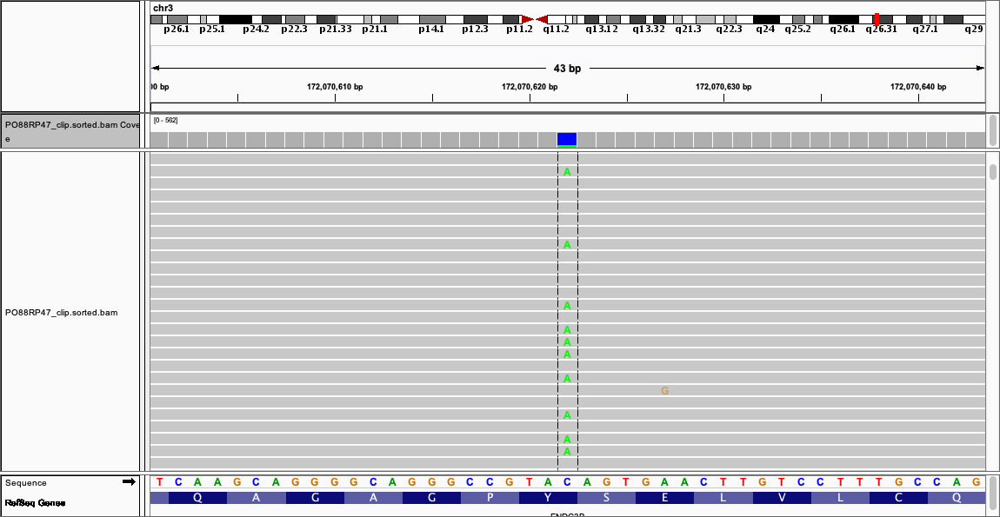 chr3
p26.1 p25.1 p24.2 p22.3 p21.33 p21.1 p14.1 p12.3 p11.2 q11.2 q13.12 q13.32 q21.3 q22.3 q24 q25.2 q26.1 q26.31 q27.1 q29
43 bp
00 bp 172,070,610 bp 172,070,620 bp 172,070,630 bp 172,070,640 bp
PO88RP47_clip.sorted.bam Cove
e
[0 - 562]
A
A
A
PO88RP47_clip.sorted.bam
A
A
A
A
G
A
A
A
Sequence
T C A A G C A G G G G C A G G G C C G T A C A G T G A A C T T G T C C T T T G C C A G
RefSeq Genes
Q A G A G P Y S E L V L C Q